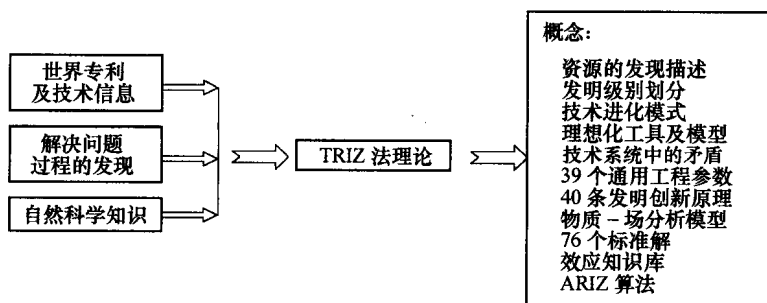 世界专利
及技术信息
解决问题
过程的发现
自然科学知识
TRIZ 法理论
概念：
资源的发现描述
发明级别划分
技术进化模式
理想化工具及模型
技术系统中的矛盾
39 个通用工程参数
40 条发明创新原理
物质－场分析模型
76 个标准解
效应知识库
ARIZ 算法